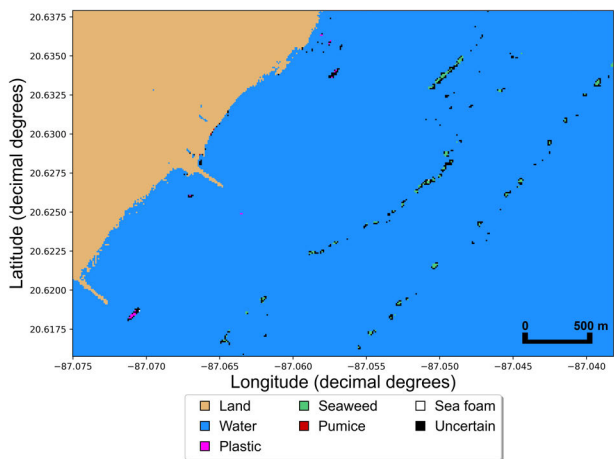 20.6375
20.6350
20.6325
20.6300
20.6275
20.6250
20.6225
20.6200
20.6175
Latitude (decimal degrees)
0 500 m
−87.075 −87.070 −87.065 −87.060 −87.055 −87.050 −87.045 −87.040
Longitude (decimal degrees)
Land Seaweed Sea foam
Water Pumice Uncertain
Plastic